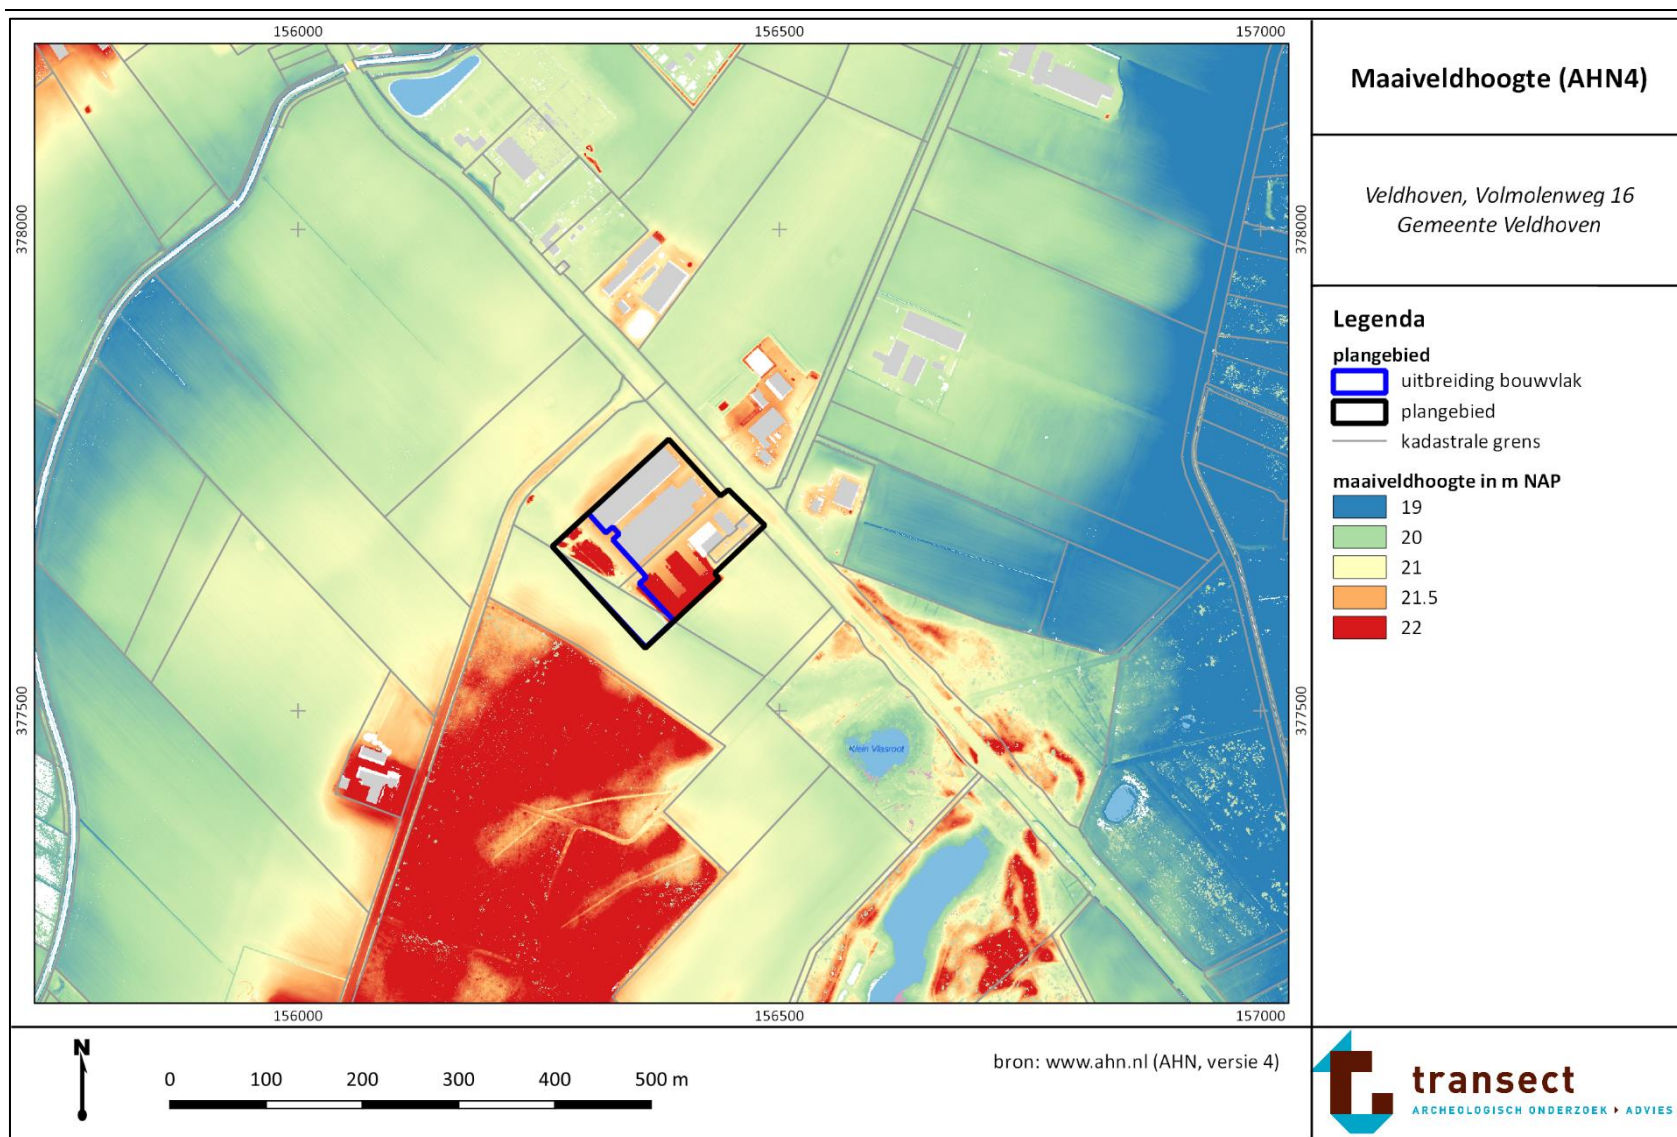 156000
156500
157000
378000
378000
377500
377500
Klein Vlasroot
156000
156500
157000
Maaiveldhoogte (AHN4)
Veldhoven, Volmolenweg 16
Gemeente Veldhoven
Legenda
plangebied
uitbreiding bouwvlak
plangebied
kadastrale grens
maaiveldhoogte in m NAP
19
20
21
21.5
22
N
0 100 200 300 400 500 m
bron: www.ahn.nl (AHN, versie 4)
transect
ARCHEOLOGISCH ONDERZOEK ▸ ADVIES